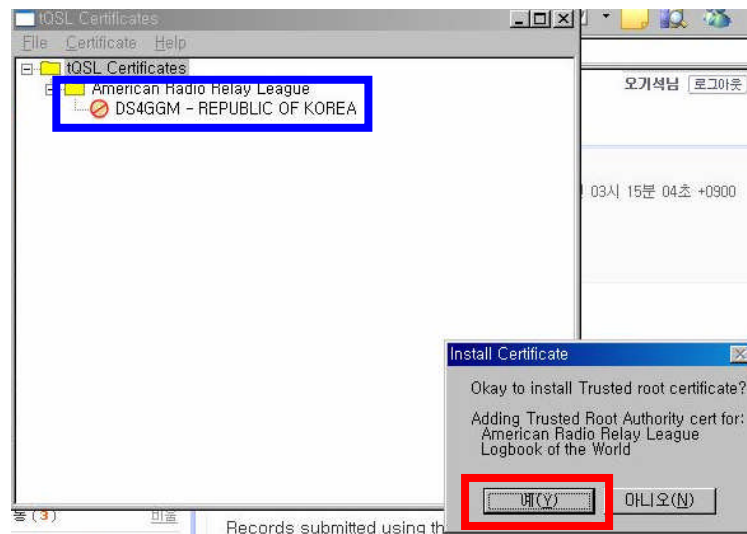 tQSL Certificates
File Certificate Help
tQSL Certificates
American Radio Relay League
DS4GGM - REPUBLIC OF KOREA
오기석님 로그아웃
03시 15분 04초 +0900
Install Certificate
Okay to install Trusted root certificate?
Adding Trusted Root Authority cert for:
American Radio Relay League
Logbook of the World
예(Y) 아니오(N)
(3) 비움
Records submitted using